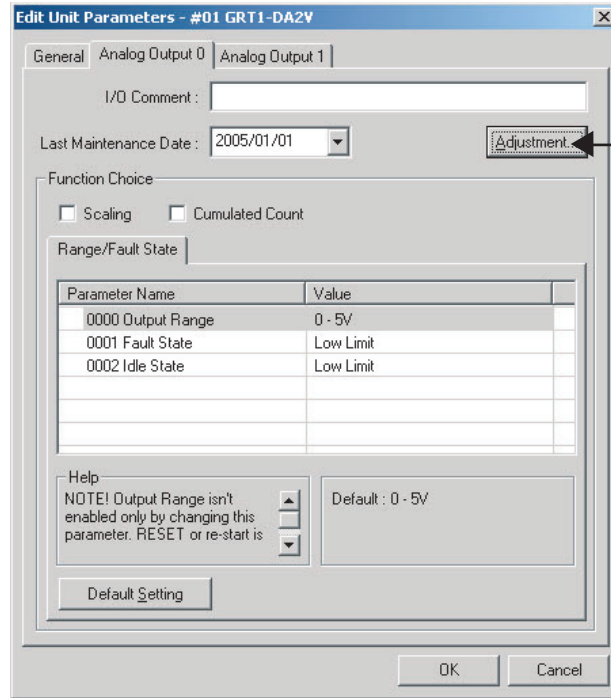 Edit Unit Parameters - #01 GRT1-DA2V
General Analog Output 0 Analog Output 1
I/O Comment :
Last Maintenance Date : 2005/01/01 Adjustment..
Function Choice
Scaling Cumulated Count
Range/Fault State
Parameter Name Value
0000 Output Range 0 - 5V
0001 Fault State Low Limit
0002 Idle State Low Limit
Help
NOTE! Output Range isn't
enabled only by changing this
parameter. RESET or re-start is
Default : 0 - 5V
Default Setting
OK Cancel